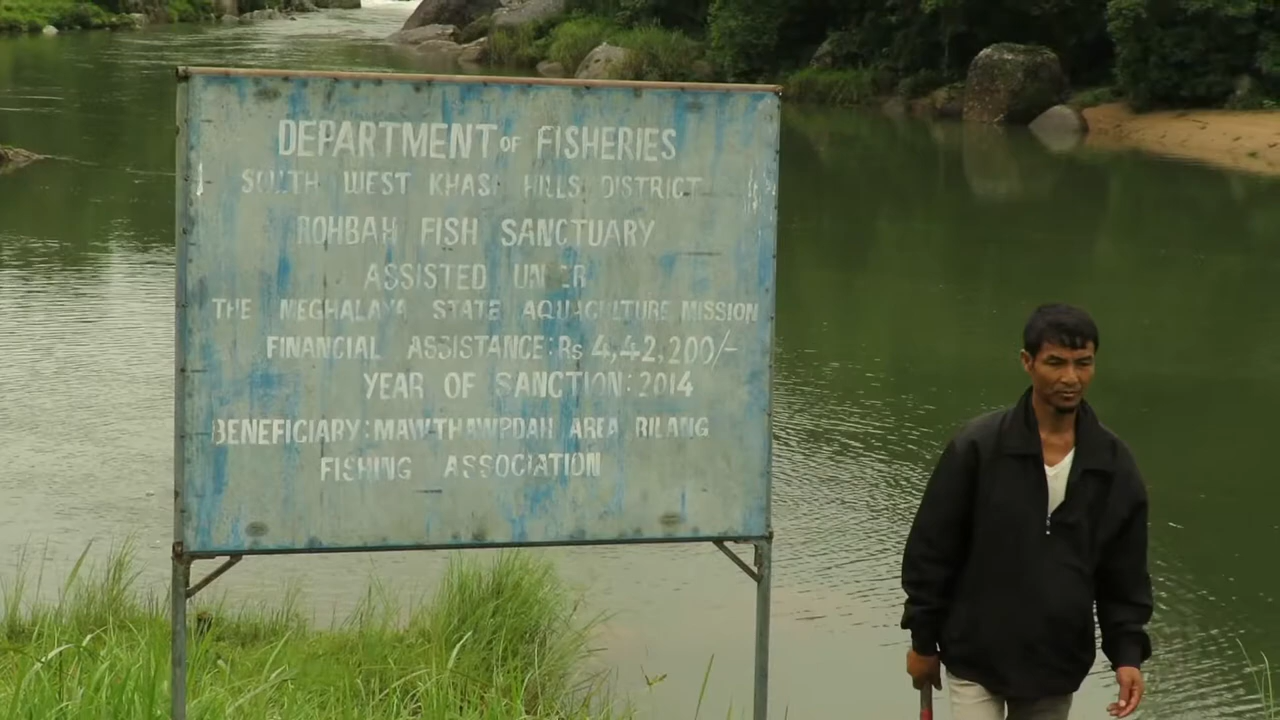 DEPARTMENT OF FISHERIES
SOUTH WEST KHASI HILLS DISTRICT
ROHBAH FISH SANCTUARY
ASSISTED UNDER
THE MEGHALAYA STATE AQUACULTURE MISSION
FINANCIAL ASSISTANCE: Rs 4,42,200/-
YEAR OF SANCTION: 2014
BENEFICIARY: MAWTHAWPDAH AREA RILANG
FISHING ASSOCIATION